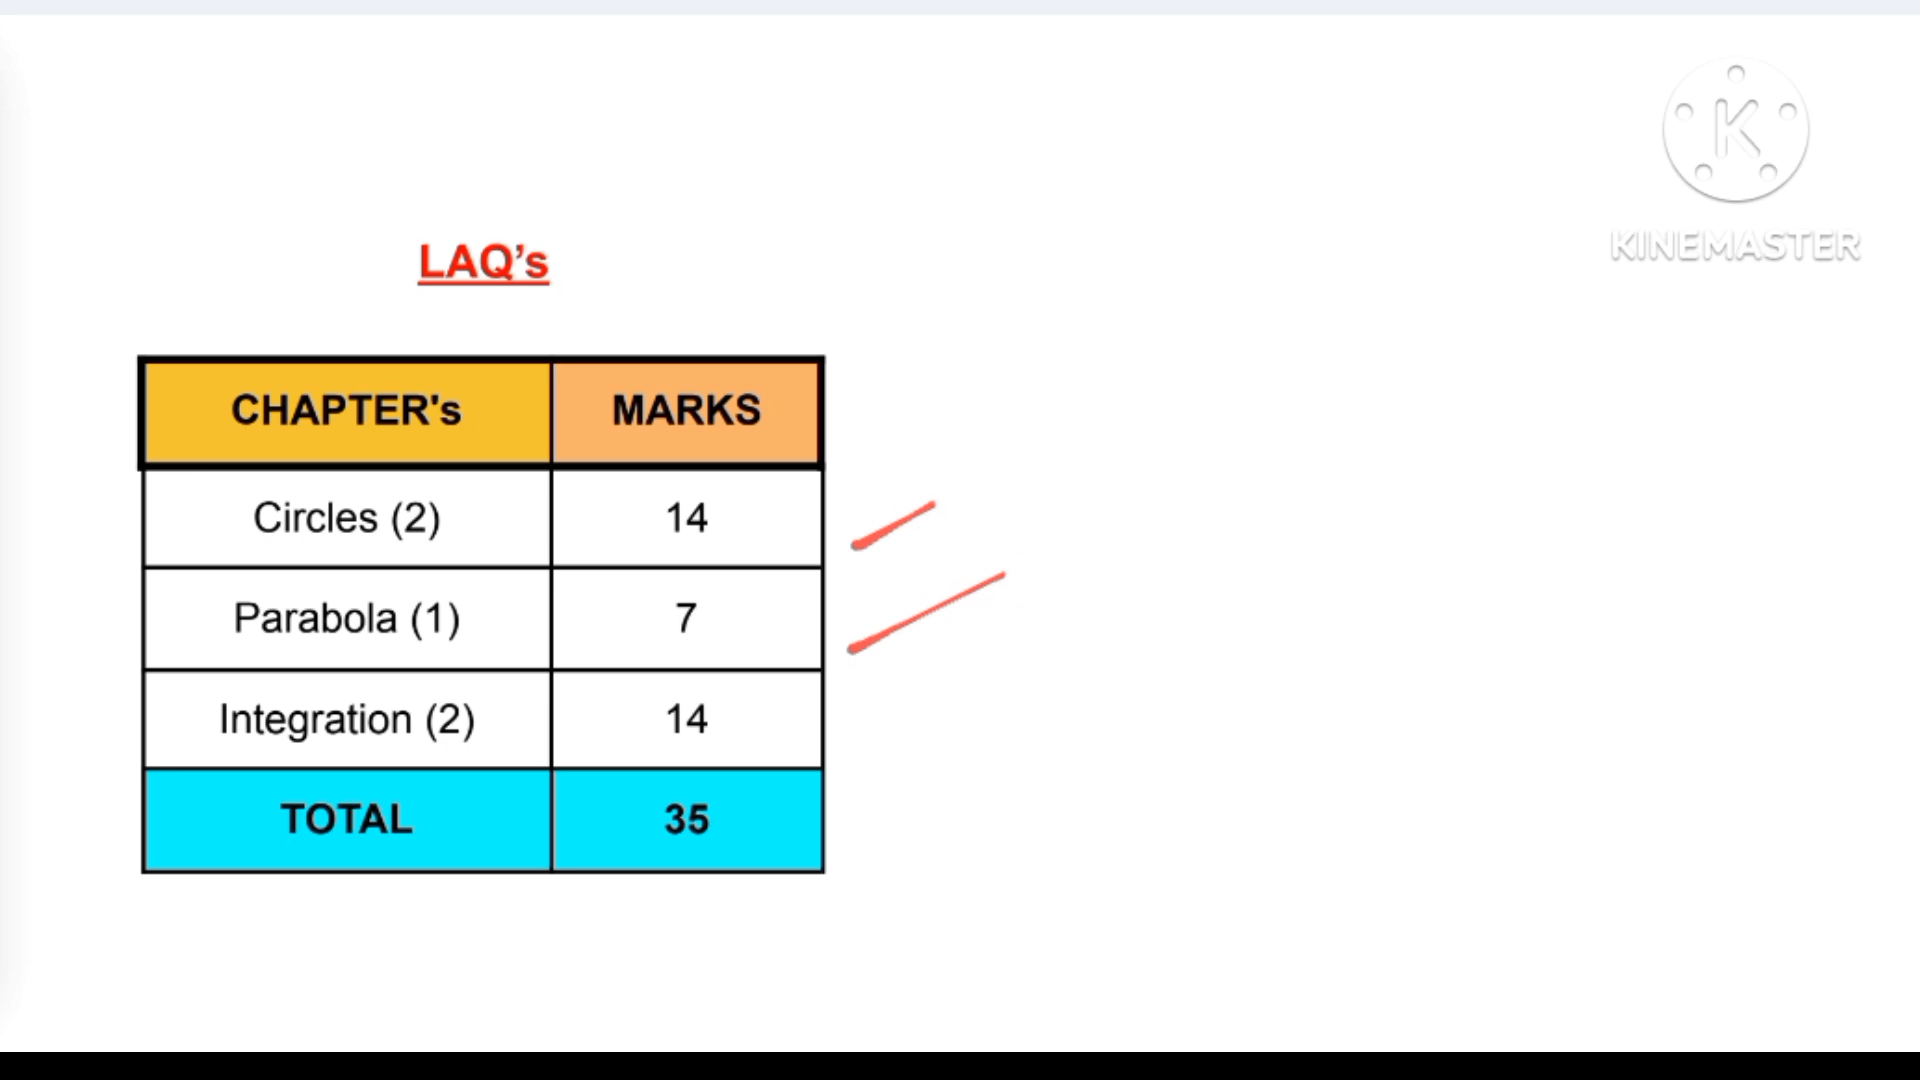 KINEMASTER
LAQ’s
CHAPTER's MARKS
Circles (2) 14
Parabola (1) 7
Integration (2) 14
TOTAL 35